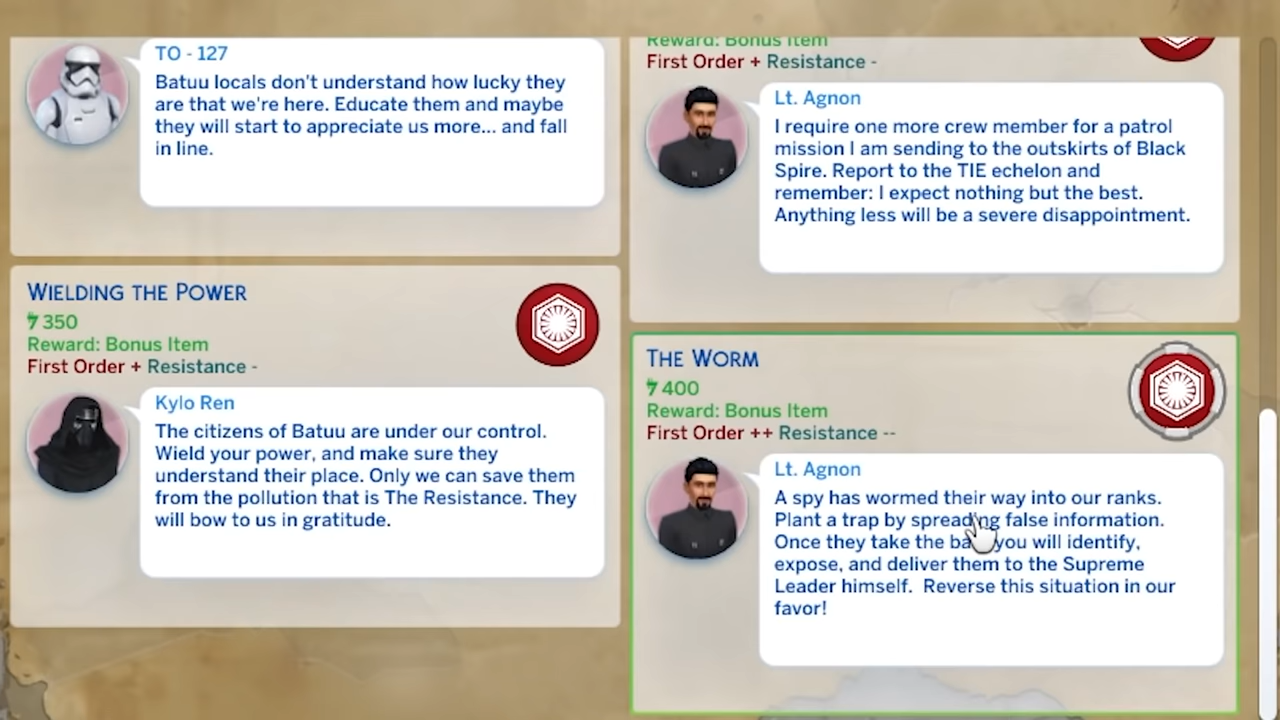 TO - 127
Batuu locals don't understand how lucky they
are that we're here. Educate them and maybe
they will start to appreciate us more... and fall
in line.
WIELDING THE POWER
350
Reward: Bonus Item
First Order + Resistance -
Kylo Ren
The citizens of Batuu are under our control.
Wield your power, and make sure they
understand their place. Only we can save them
from the pollution that is The Resistance. They
will bow to us in gratitude.
Reward: Bonus Item
First Order + Resistance -
Lt. Agnon
I require one more crew member for a patrol
mission I am sending to the outskirts of Black
Spire. Report to the TIE echelon and
remember: I expect nothing but the best.
Anything less will be a severe disappointment.
THE WORM
400
Reward: Bonus Item
First Order ++ Resistance --
Lt. Agnon
A spy has wormed their way into our ranks.
Plant a trap by spreading false information.
Once they take the you will identify,
expose, and deliver them to the Supreme
Leader himself. Reverse this situation in our
favor!